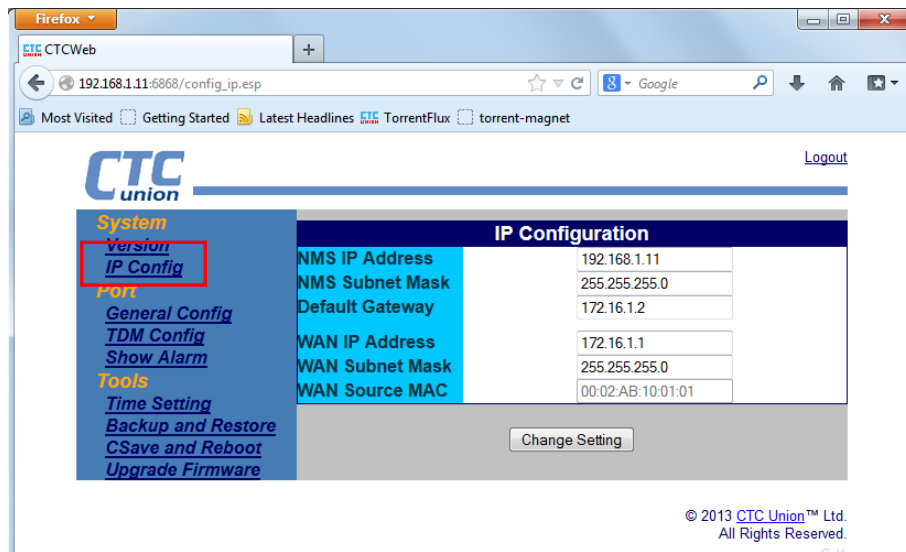 Firefox
CTC union CTCWeb +
192.168.1.11:6868/config_ip.esp
8 Google
Most Visited Getting Started Latest Headlines CTC union TorrentFlux torrent-magnet
CTC union
Logout
System
Version
IP Config
Port
General Config
TDM Config
Show Alarm
Tools
Time Setting
Backup and Restore
CSave and Reboot
Upgrade Firmware
IP Configuration
NMS IP Address 192.168.1.11
NMS Subnet Mask 255.255.255.0
Default Gateway 172.16.1.2
WAN IP Address 172.16.1.1
WAN Subnet Mask 255.255.255.0
WAN Source MAC 00:02:AB:10:01:01
Change Setting
© 2013 CTC Union™ Ltd.
All Rights Reserved.